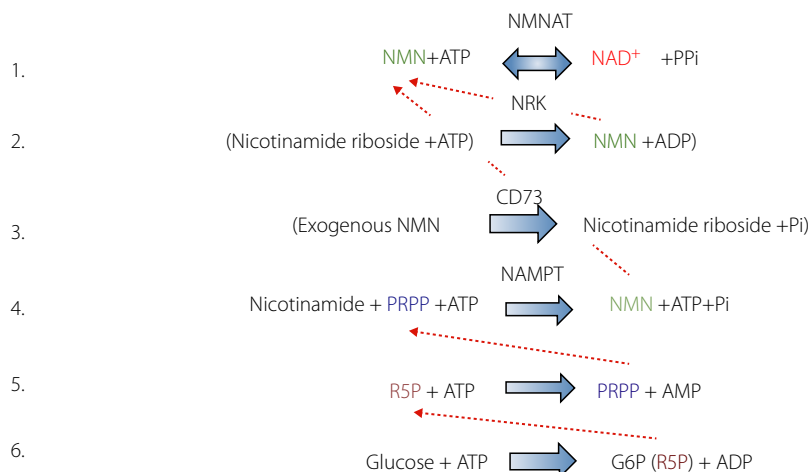 NMNAT
1. NMN+ATP NAD+ +PPi
NRK
2. (Nicotinamide riboside +ATP) NMN +ADP)
CD73
3. (Exogenous NMN Nicotinamide riboside +Pi)
NAMPT
4. Nicotinamide + PRPP +ATP NMN +ATP+Pi
5. R5P + ATP PRPP + AMP
6. Glucose + ATP G6P (R5P) + ADP